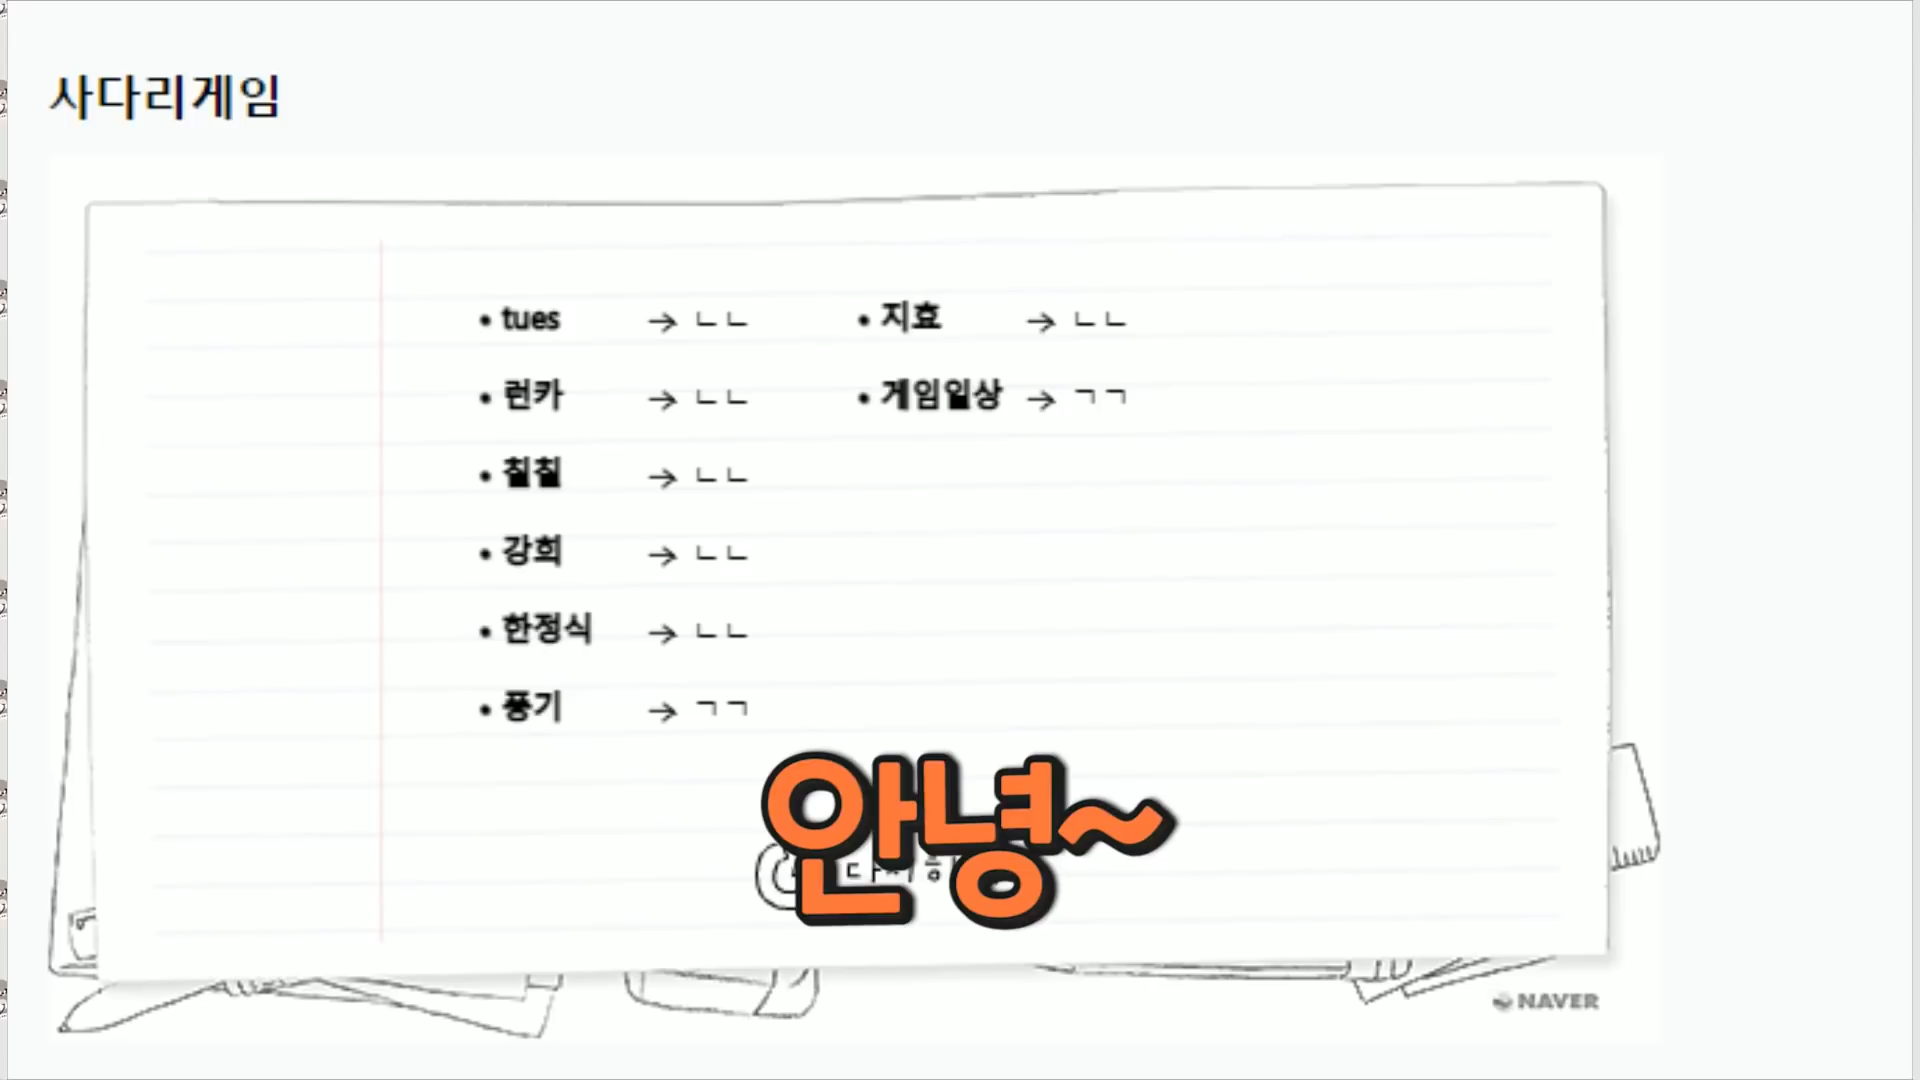 사다리게임
• tues → ㄴㄴ
• 런카 → ㄴㄴ
• 칠칠 → ㄴㄴ
• 강희 → ㄴㄴ
• 한정식 → ㄴㄴ
• 풍기 → ㄱㄱ
• 지효 → ㄴㄴ
• 게임일상 → ㄱㄱ
안녕~
NAVER